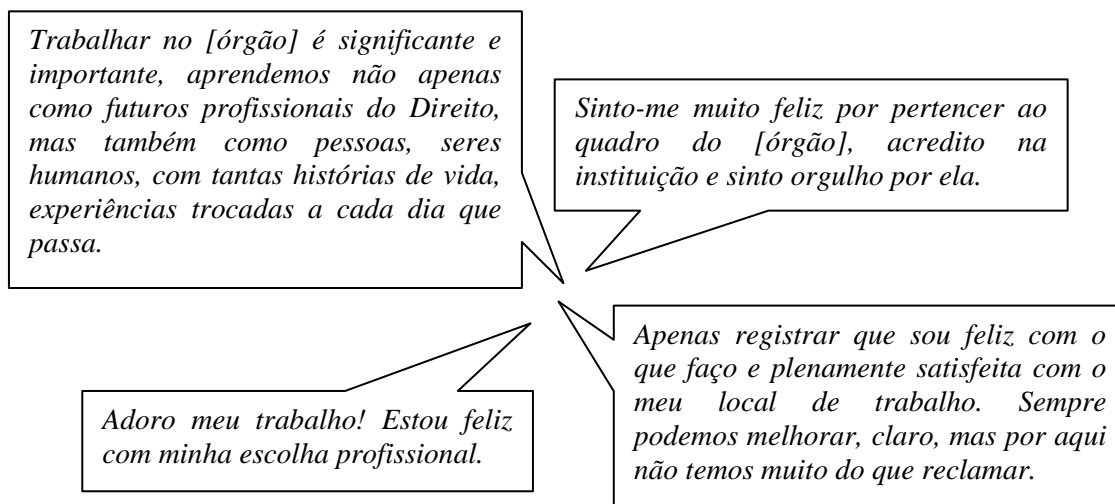 Trabalhar no [órgão] é significante e
importante, aprendemos não apenas
como futuros profissionais do Direito,
mas também como pessoas, seres
humanos, com tantas histórias de vida,
experiências trocadas a cada dia que
passa.
Sinto-me muito feliz por pertencer ao
quadro do [órgão], acredito na
instituição e sinto orgulho por ela.
Adoro meu trabalho! Estou feliz
com minha escolha profissional.
Apenas registrar que sou feliz com o
que faço e plenamente satisfeita com o
meu local de trabalho. Sempre
podemos melhorar, claro, mas por aqui
não temos muito do que reclamar.